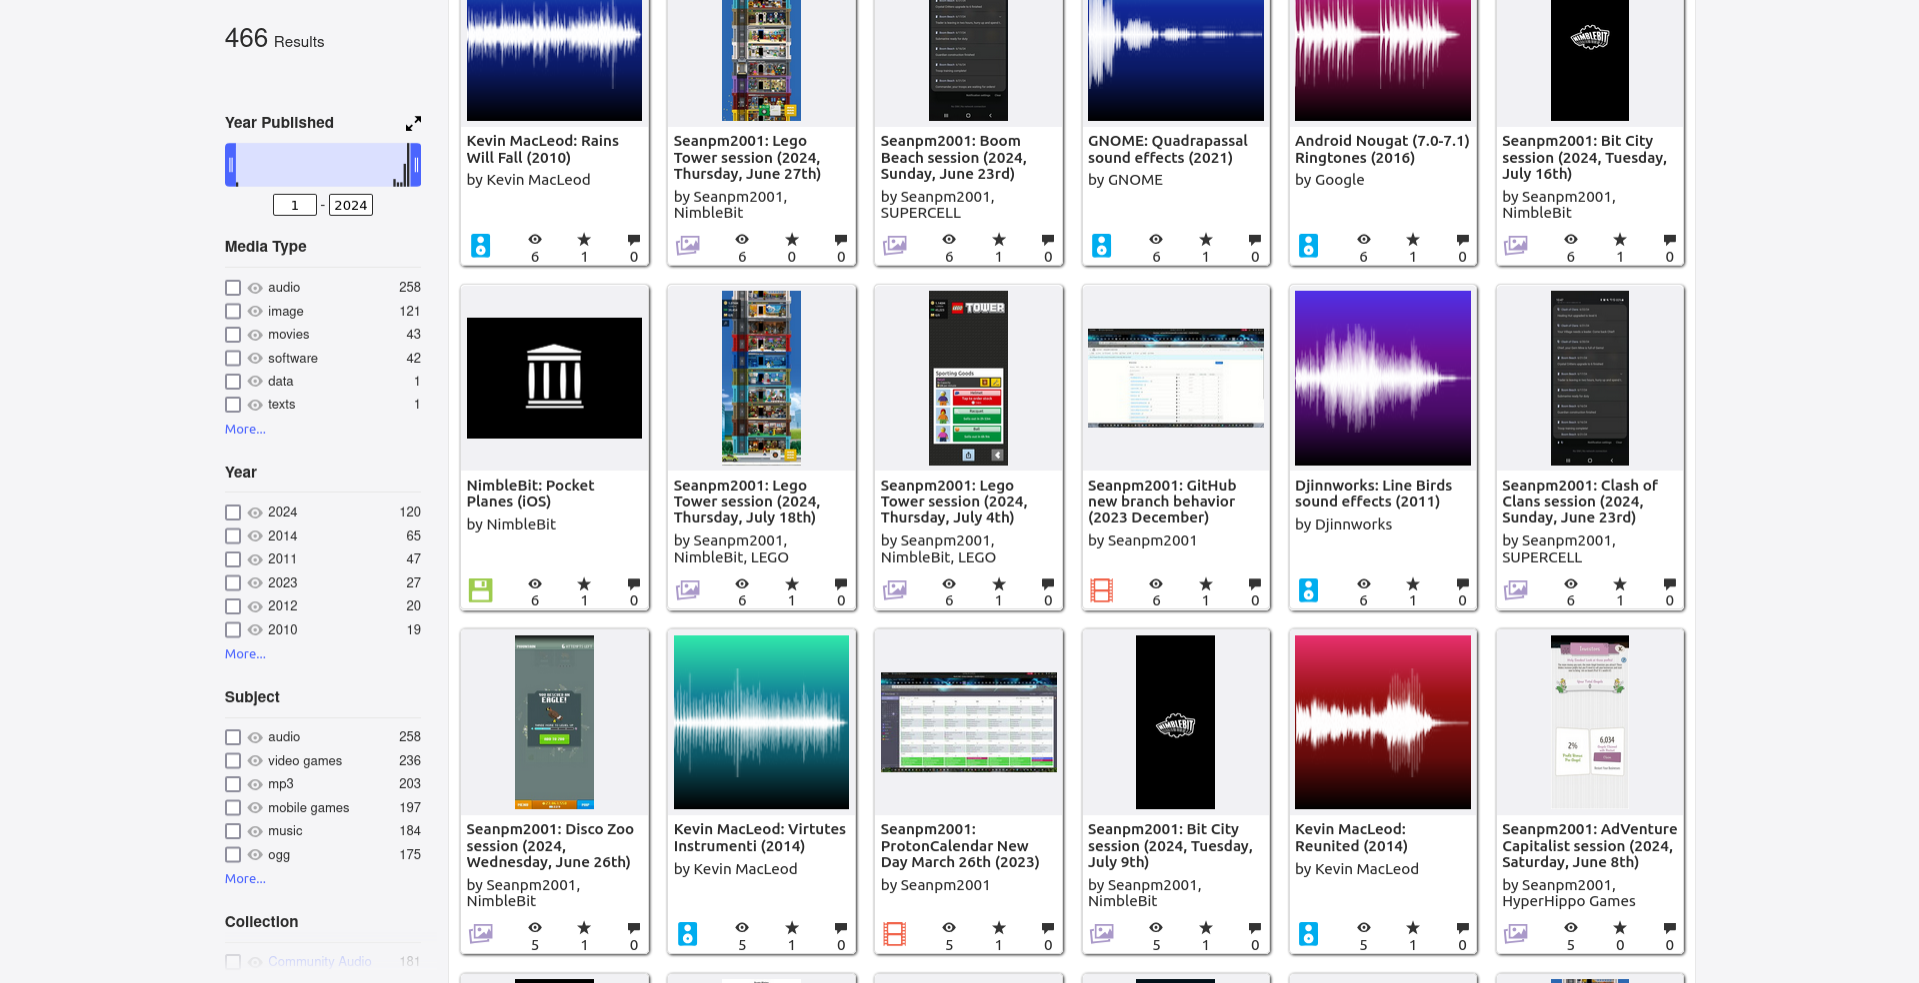 466 Results
Year Published
1 - 2024
Media Type
audio 258
image 121
movies 43
software 42
data 1
texts 1
More...
Year
2024 120
2014 65
2011 47
2023 27
2012 20
2010 19
More...
Subject
audio 258
video games 236
mp3 203
mobile games 197
music 184
ogg 175
More...
Collection
Community Audio 181
Kevin MacLeod: Rains
Will Fall (2010)
by Kevin MacLeod
6 1 0
Seanpm2001: Lego
Tower session (2024,
Thursday, June 27th)
by Seanpm2001,
NimbleBit
6 0 0
Seanpm2001: Boom
Beach session (2024,
Sunday, June 23rd)
by Seanpm2001,
SUPERCELL
6 1 0
GNOME: Quadrapassal
sound effects (2021)
by GNOME
6 1 0
Android Nougat (7.0-7.1)
Ringtones (2016)
by Google
6 1 0
NIMBLEBIT
Seanpm2001: Bit City
session (2024, Tuesday,
July 16th)
by Seanpm2001,
NimbleBit
6 1 0
NimbleBit: Pocket
Planes (iOS)
by NimbleBit
6 1 0
Seanpm2001: Lego
Tower session (2024,
Thursday, July 18th)
by Seanpm2001,
NimbleBit, LEGO
6 1 0
LEGO TOWER
Sporting Goods
Seanpm2001: Lego
Tower session (2024,
Thursday, July 4th)
by Seanpm2001,
NimbleBit, LEGO
6 1 0
Seanpm2001: GitHub
new branch behavior
(2023 December)
by Seanpm2001
6 1 0
Djinnworks: Line Birds
sound effects (2011)
by Djinnworks
6 1 0
Seanpm2001: Clash of
Clans session (2024,
Sunday, June 23rd)
by Seanpm2001,
SUPERCELL
6 1 0
EAGLE!
Seanpm2001: Disco Zoo
session (2024,
Wednesday, June 26th)
by Seanpm2001,
NimbleBit
5 1 0
Kevin MacLeod: Virtutes
Instrumenti (2014)
by Kevin MacLeod
5 1 0
Seanpm2001:
ProtonCalendar New
Day March 26th (2023)
by Seanpm2001
5 1 0
NIMBLEBIT
Seanpm2001: Bit City
session (2024, Tuesday,
July 9th)
by Seanpm2001,
NimbleBit
5 1 0
Kevin MacLeod:
Reunited (2014)
by Kevin MacLeod
5 1 0
2% 6,034
Seanpm2001: AdVenture
Capitalist session (2024,
Saturday, June 8th)
by Seanpm2001,
HyperHippo Games
5 0 0